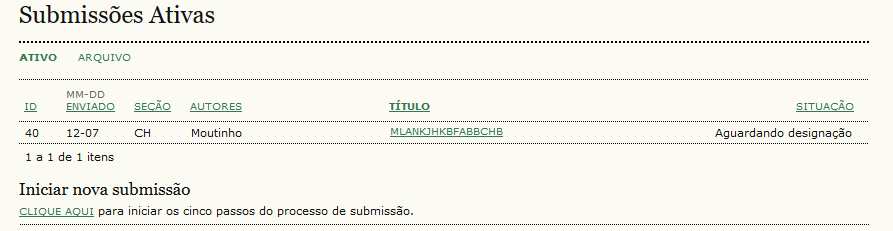 Submissões Ativas
ATIVO ARQUIVO
MM-DD
ID ENVIADO SEÇÃO AUTORES TÍTULO SITUAÇÃO
40 12-07 CH Moutinho MLANKJHKBFABBCHB Aguardando designação
1 a 1 de 1 itens
Iniciar nova submissão
CLIQUE AQUI para iniciar os cinco passos do processo de submissão.